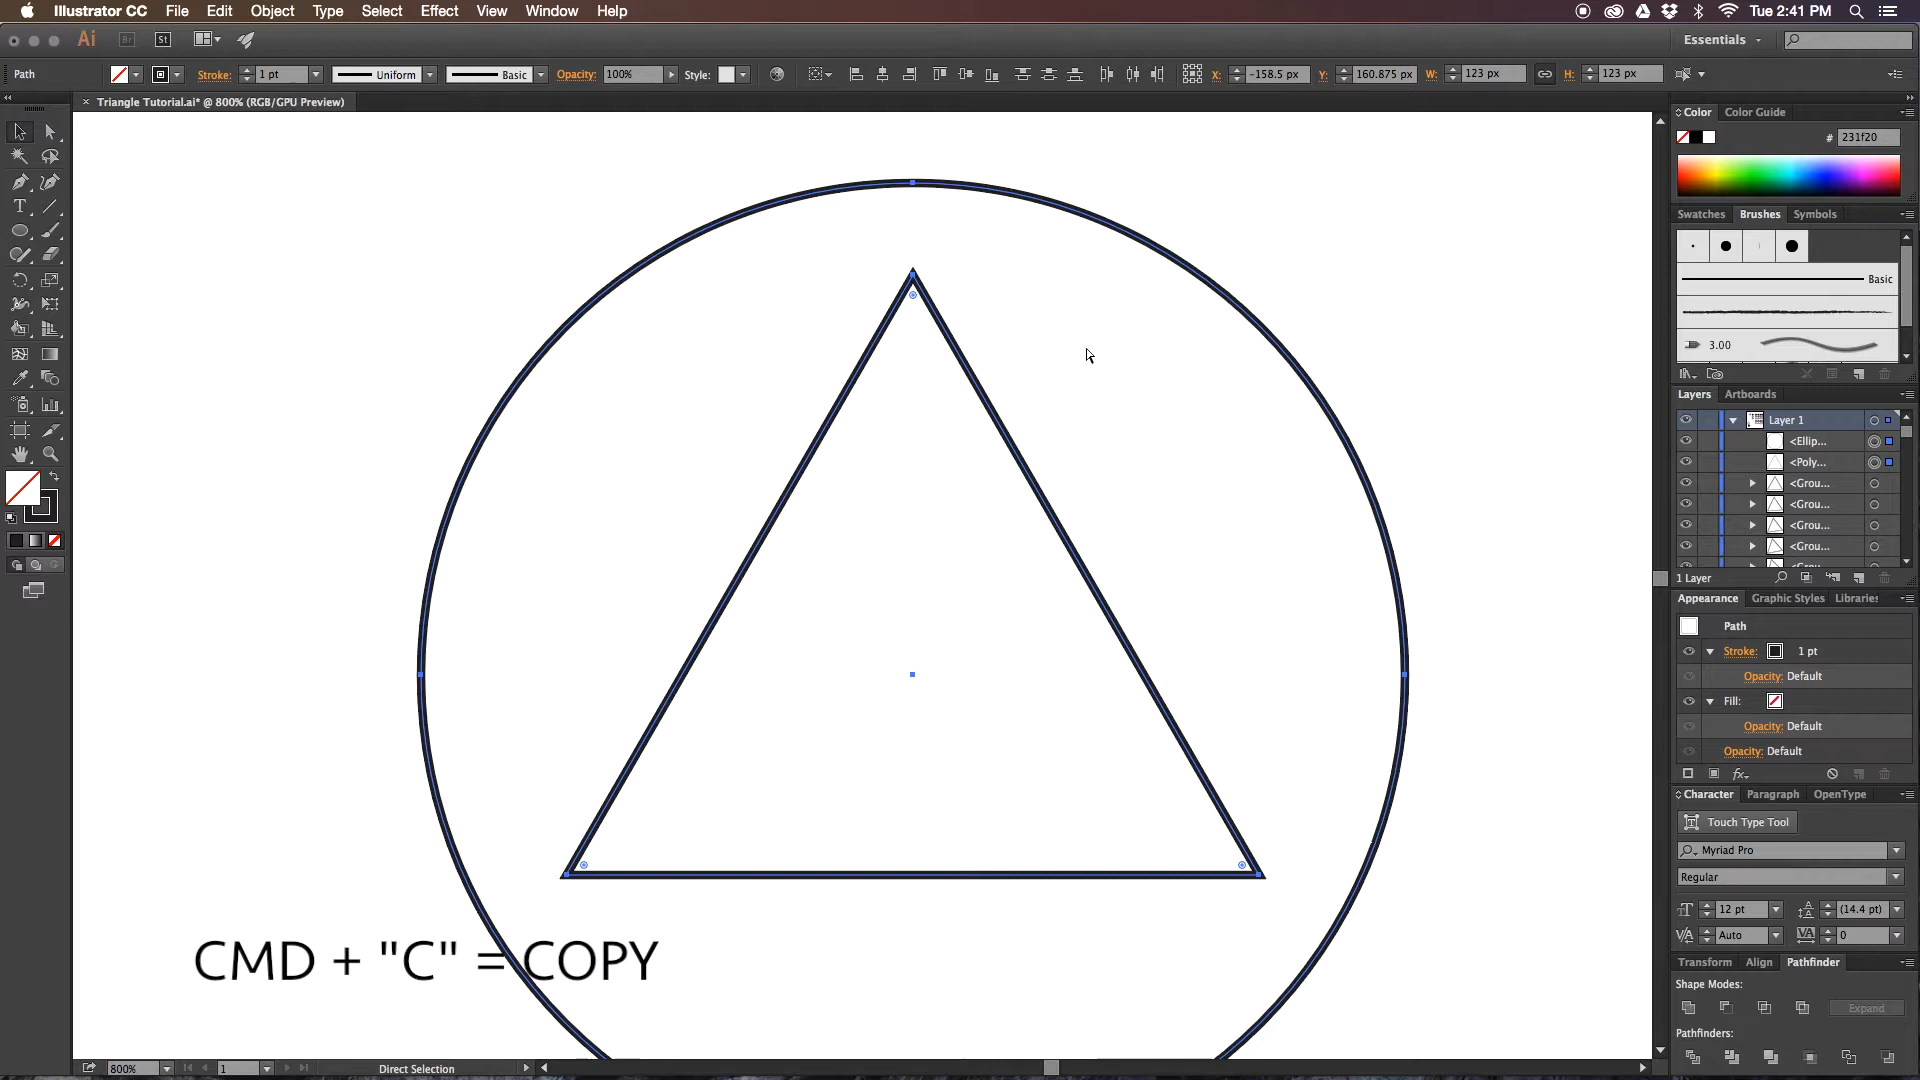 Illustrator CC File Edit Object Type Select Effect View Window Help Tue 2:41 PM
Ai Br St Essentials
Path Stroke: 1 pt Uniform Basic Opacity: 100% Style: X: -158.5 px Y: 160.875 px W: 123 px H: 123 px
× Triangle Tutorial.ai* @ 800% (RGB/GPU Preview)
Color Color Guide
# 231f20
Swatches Brushes Symbols
Basic
3.00
Layers Artboards
Layer 1
<Ellip...
<Poly...
<Grou...
<Grou...
<Grou...
<Grou...
1 Layer
Appearance Graphic Styles Libraries
Path
Stroke: 1 pt
Opacity: Default
Fill:
Opacity: Default
Opacity: Default
fx
Character Paragraph OpenType
Touch Type Tool
Myriad Pro
Regular
12 pt (14.4 pt)
Auto VA 0
CMD + "C" = COPY
Transform Align Pathfinder
Shape Modes:
Expand
Pathfinders:
800% 1 Direct Selection